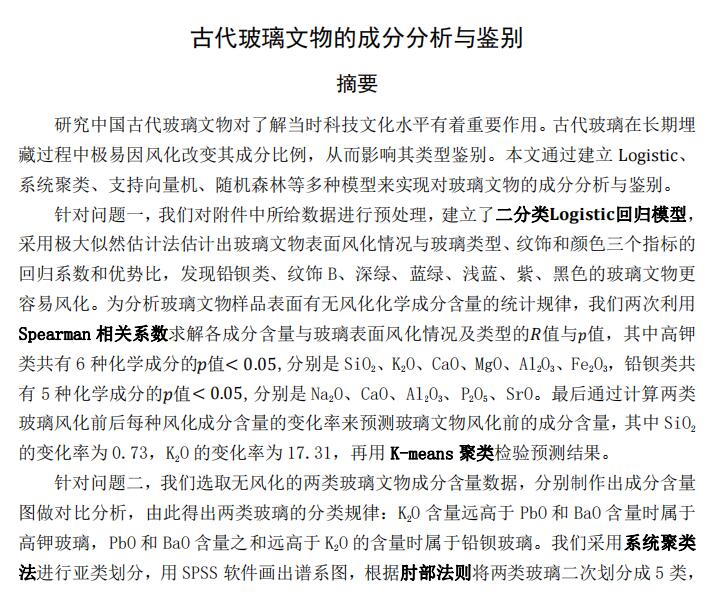 古代玻璃文物的成分分析与鉴别
摘要
研究中国古代玻璃文物对了解当时科技文化水平有着重要作用。古代玻璃在长期埋
藏过程中极易因风化改变其成分比例，从而影响其类型鉴别。本文通过建立 Logistic、
系统聚类、支持向量机、随机森林等多种模型来实现对玻璃文物的成分分析与鉴别。
针对问题一，我们对附件中所给数据进行预处理，建立了二分类Logistic回归模型，
采用极大似然估计法估计出玻璃文物表面风化情况与玻璃类型、纹饰和颜色三个指标的
回归系数和优势比，发现铅钡类、纹饰 B、深绿、蓝绿、浅蓝、紫、黑色的玻璃文物更
容易风化。为分析玻璃文物样品表面有无风化化学成分含量的统计规律，我们两次利用
Spearman 相关系数求解各成分含量与玻璃表面风化情况及类型的R值与p值，其中高钾
类共有 6 种化学成分的p值< 0.05, 分别是 SiO₂、K₂O、CaO、MgO、Al₂O₃、Fe₂O₃，铅钡类共
有 5 种化学成分的p值< 0.05, 分别是 Na₂O、CaO、Al₂O₃、P₂O₅、SrO。最后通过计算两类
玻璃风化前后每种风化成分含量的变化率来预测玻璃文物风化前的成分含量，其中 SiO₂
的变化率为 0.73，K₂O 的变化率为 17.31，再用 K-means 聚类检验预测结果。
针对问题二，我们选取无风化的两类玻璃文物成分含量数据，分别制作出成分含量
图做对比分析，由此得出两类玻璃的分类规律：K₂O 含量远高于 PbO 和 BaO 含量时属于
高钾玻璃，PbO 和 BaO 含量之和远高于 K₂O 的含量时属于铅钡玻璃。我们采用系统聚类
法进行亚类划分，用 SPSS 软件画出谱系图，根据肘部法则将两类玻璃二次划分成 5 类，